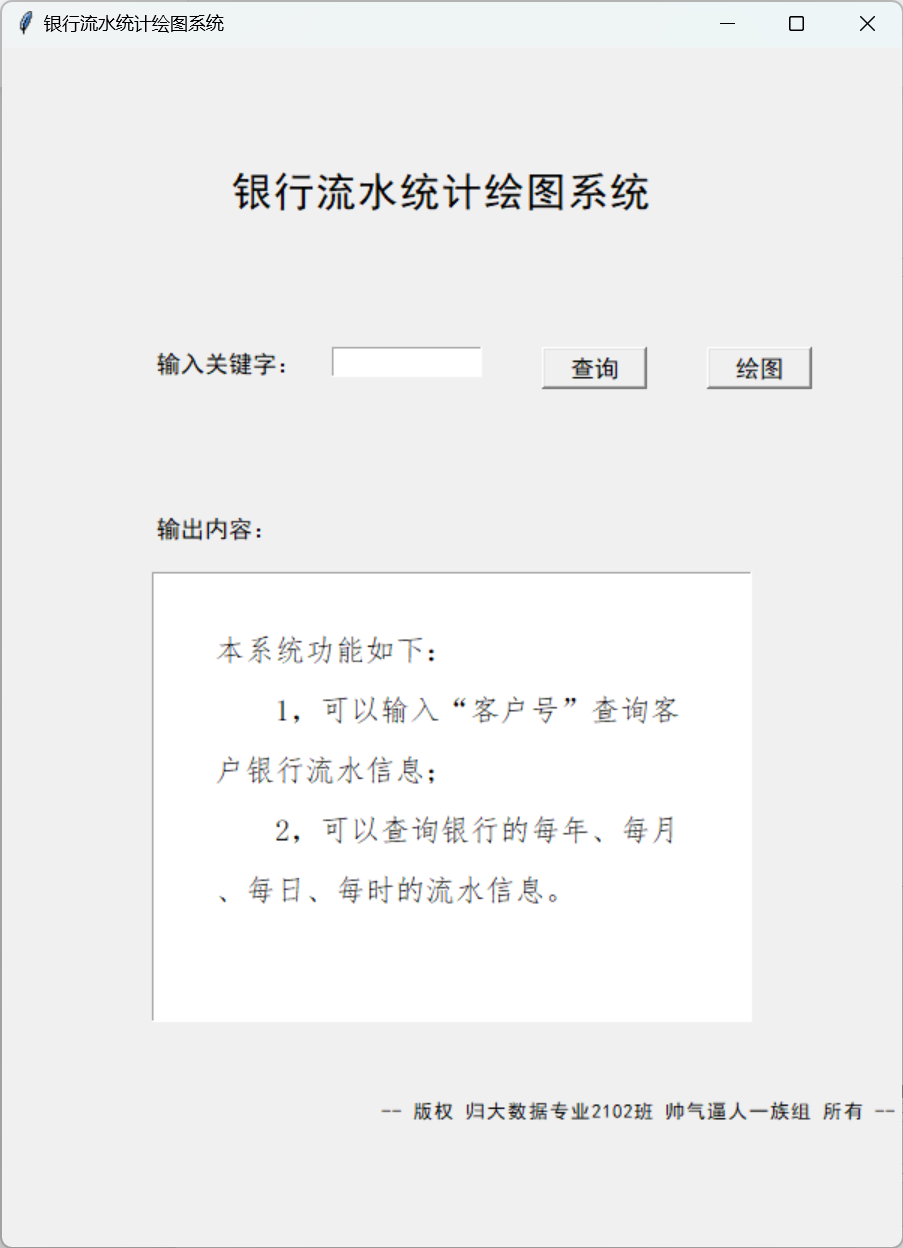 银行流水统计绘图系统
银行流水统计绘图系统
输入关键字：
查询
绘图
输出内容：
本系统功能如下：
1，可以输入“客户号”查询客
户银行流水信息；
2，可以查询银行的每年、每月
、每日、每时的流水信息。
-- 版权 归大数据专业2102班 帅气逼人一族组 所有 --